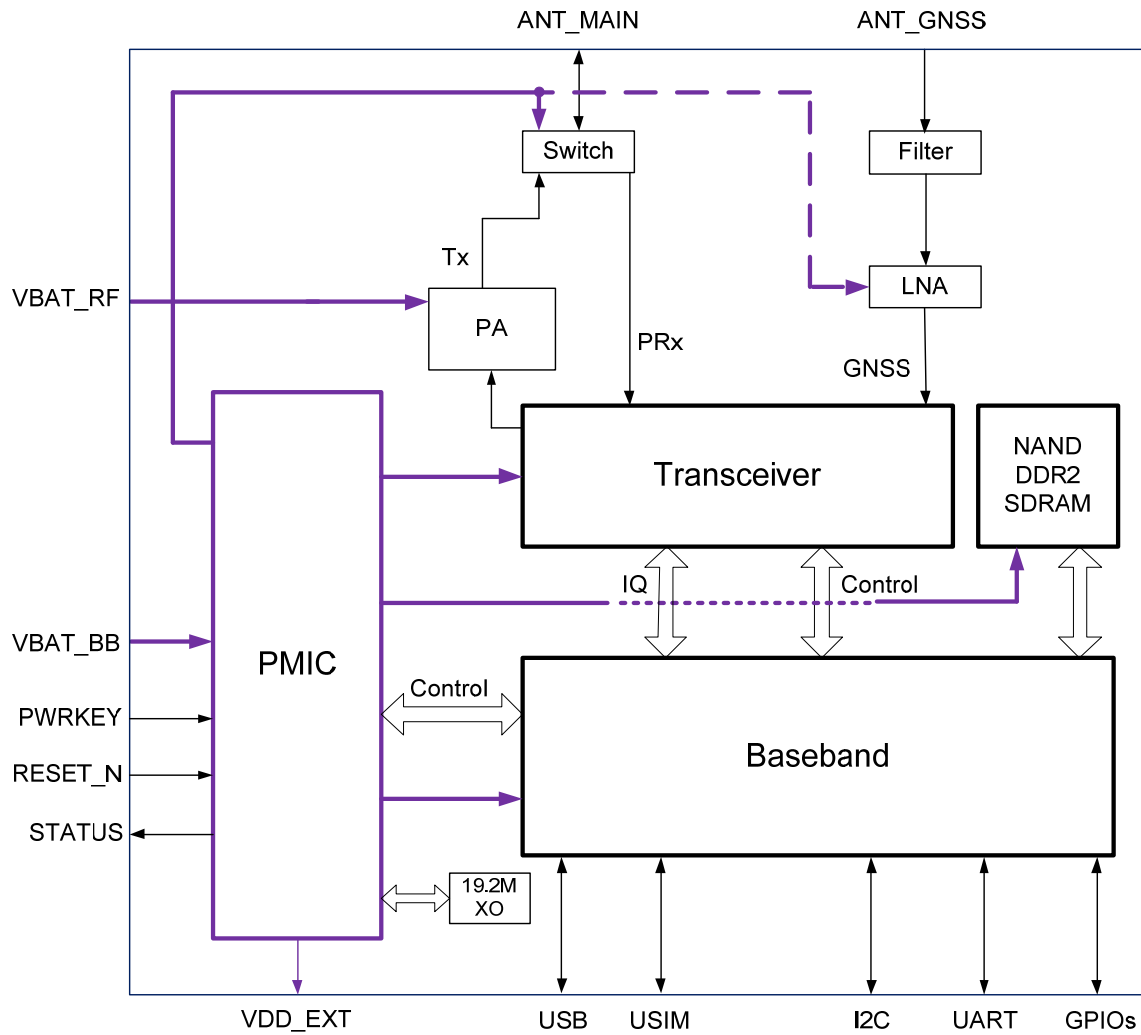 ANT_MAIN
ANT_GNSS
Switch
Filter
Tx
LNA
VBAT_RF
PA
PRx
GNSS
Transceiver
NAND
DDR2
SDRAM
IQ
Control
VBAT_BB
PMIC
Control
PWRKEY
Baseband
RESET_N
STATUS
19.2M
XO
VDD_EXT
USB
USIM
I2C
UART
GPIOs